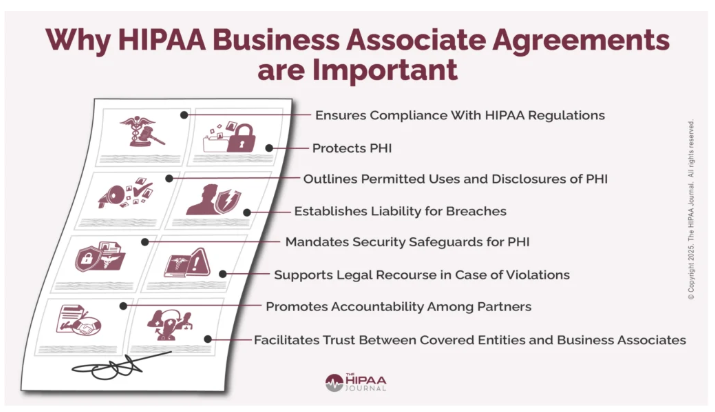 Why HIPAA Business Associate Agreements
are Important
Ensures Compliance With HIPAA Regulations
Protects PHI
Outlines Permitted Uses and Disclosures of PHI
Establishes Liability for Breaches
Mandates Security Safeguards for PHI
Supports Legal Recourse in Case of Violations
Promotes Accountability Among Partners
Facilitates Trust Between Covered Entities and Business Associates
THE
HIPAA
JOURNAL
© Copyright 2025. The HIPAA Journal. All rights reserved.